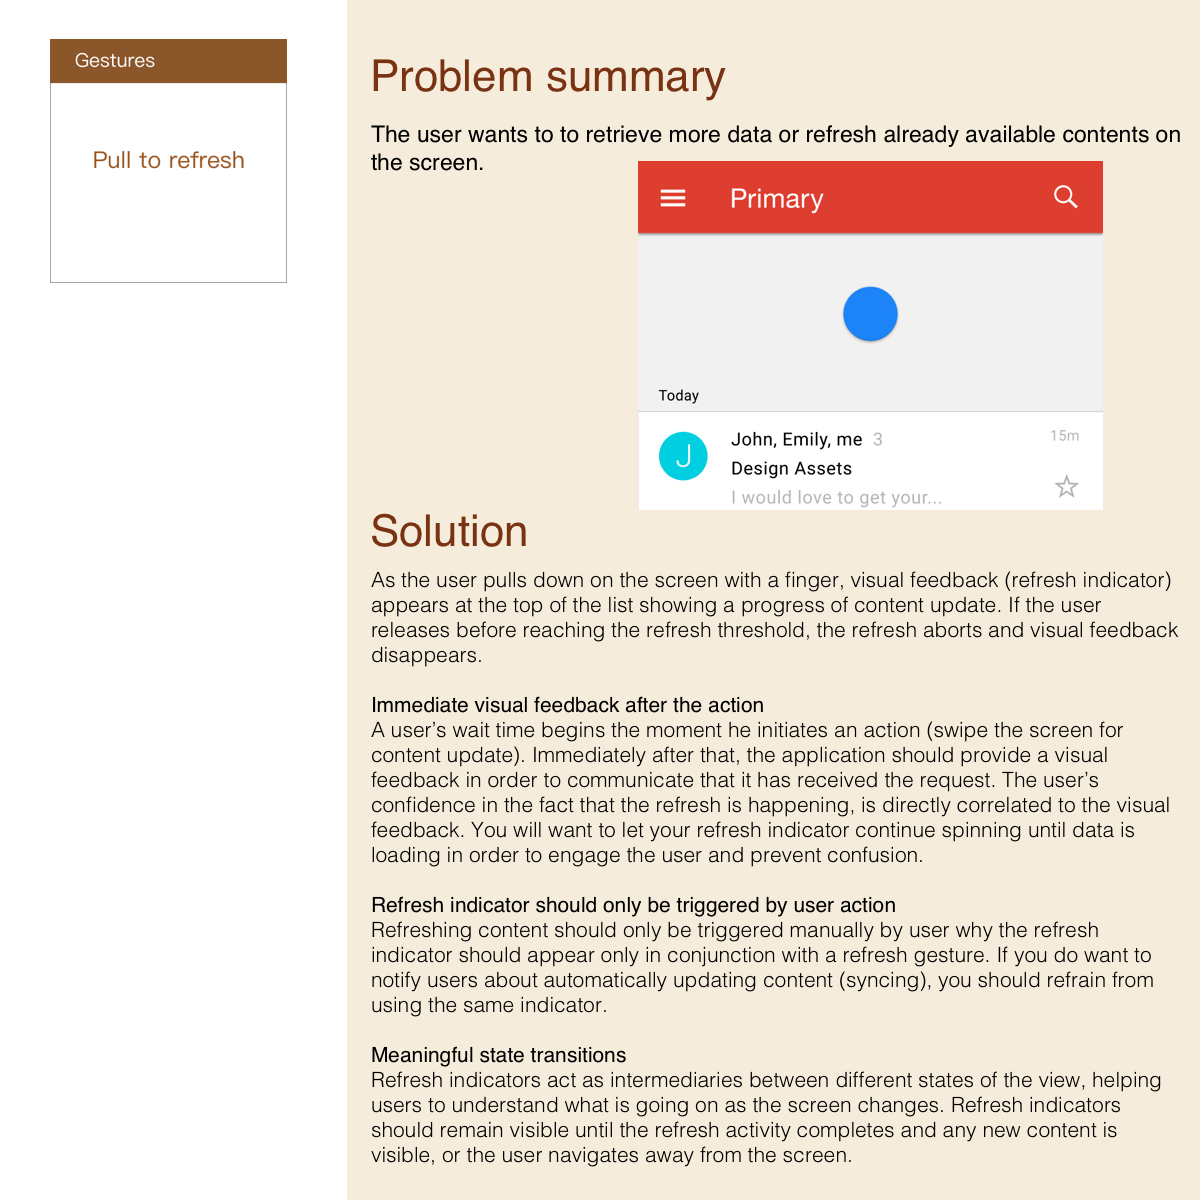 Gestures
Pull to refresh
Problem summary
The user wants to to retrieve more data or refresh already available contents on
the screen.
Primary
Today
J
John, Emily, me 3
15m
Design Assets
I would love to get your...
Solution
As the user pulls down on the screen with a finger, visual feedback (refresh indicator)
appears at the top of the list showing a progress of content update. If the user
releases before reaching the refresh threshold, the refresh aborts and visual feedback
disappears.
Immediate visual feedback after the action
A user’s wait time begins the moment he initiates an action (swipe the screen for
content update). Immediately after that, the application should provide a visual
feedback in order to communicate that it has received the request. The user’s
confidence in the fact that the refresh is happening, is directly correlated to the visual
feedback. You will want to let your refresh indicator continue spinning until data is
loading in order to engage the user and prevent confusion.
Refresh indicator should only be triggered by user action
Refreshing content should only be triggered manually by user why the refresh
indicator should appear only in conjunction with a refresh gesture. If you do want to
notify users about automatically updating content (syncing), you should refrain from
using the same indicator.
Meaningful state transitions
Refresh indicators act as intermediaries between different states of the view, helping
users to understand what is going on as the screen changes. Refresh indicators
should remain visible until the refresh activity completes and any new content is
visible, or the user navigates away from the screen.